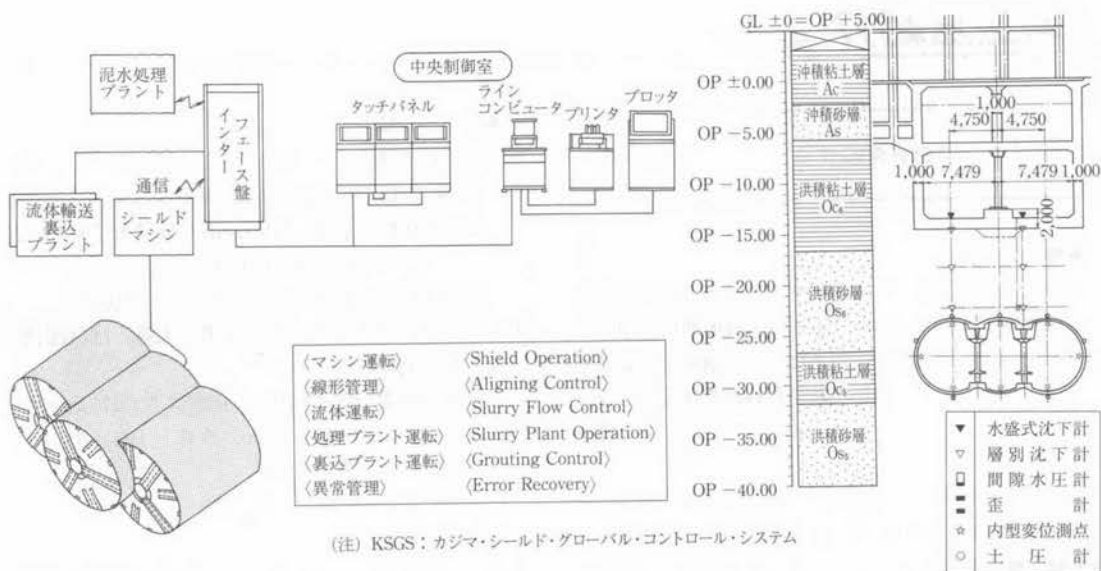 泥水処理
プラント
通信
流体輸送
裏込
プラント
シールド
マシン
インター
フェース盤
中央制御室
タッチパネル
ライン
コンピュータ
プリンタ
プロッタ
〈マシン運転〉 〈Shield Operation〉
〈線形管理〉 〈Aligning Control〉
〈流体運転〉 〈Slurry Flow Control〉
〈処理プラント運転〉 〈Slurry Plant Operation〉
〈裏込プラント運転〉 〈Grouting Control〉
〈異常管理〉 〈Error Recovery〉
GL ±0=OP +5.00
OP ±0.00
OP −5.00
OP −10.00
OP −15.00
OP −20.00
OP −25.00
OP −30.00
OP −35.00
OP −40.00
沖積粘土層
Ac
沖積砂層
As
洪積粘土層
洪積砂層
洪積粘土層
洪積砂層
1,000
4,750 4,750
1,000 7,479 7,479 1,000
2,000
▼ 水盛式沈下計
▽ 層別沈下計
間隙水圧計
歪計
☆ 内型変位測点
○ 土圧計
(注) KSGS:カジマ・シールド・グローバル・コントロール・システム